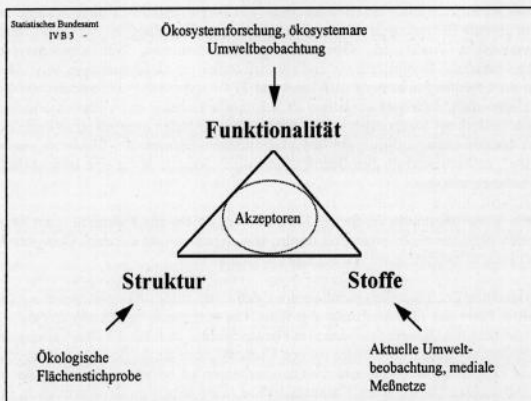 Statistisches Bundesamt
IV B 3 -
Ökosystemforschung, ökosystemare
Umweltbeobachtung
Funktionalität
Akzeptoren
Struktur
Stoffe
Ökologische
Flächenstichprobe
Aktuelle Umwelt-
beobachtung, mediale
Meßnetze